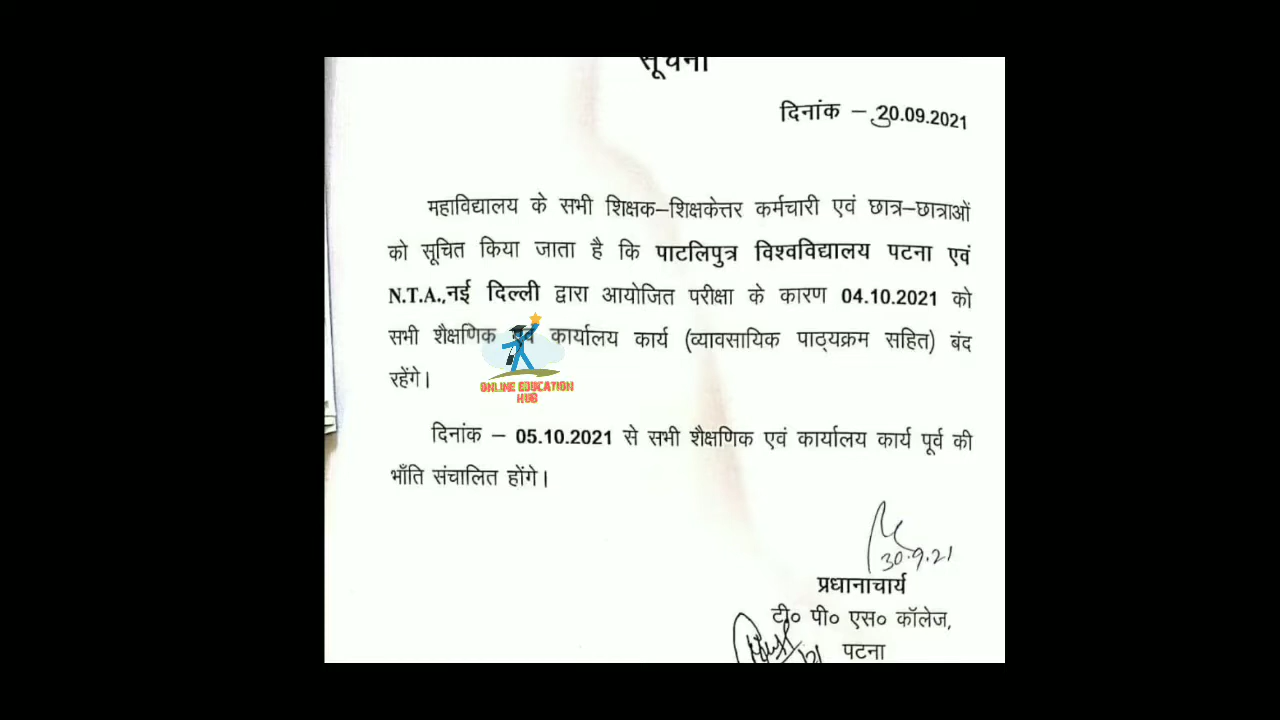 सूचना
दिनांक – 30.09.2021
महाविद्यालय के सभी शिक्षक–शिक्षकेत्तर कर्मचारी एवं छात्र–छात्राओं
को सूचित किया जाता है कि पाटलिपुत्र विश्वविद्यालय पटना एवं
N.T.A.,नई दिल्ली द्वारा आयोजित परीक्षा के कारण 04.10.2021 को
सभी शैक्षणिक एवं कार्यालय कार्य (व्यावसायिक पाठ्यक्रम सहित) बंद
रहेंगे।
ONLINE EDUCATION
HUB
दिनांक – 05.10.2021 से सभी शैक्षणिक एवं कार्यालय कार्य पूर्व की
भाँति संचालित होंगे।
30.9.21
प्रधानाचार्य
टी० पी० एस० कॉलेज,
पटना